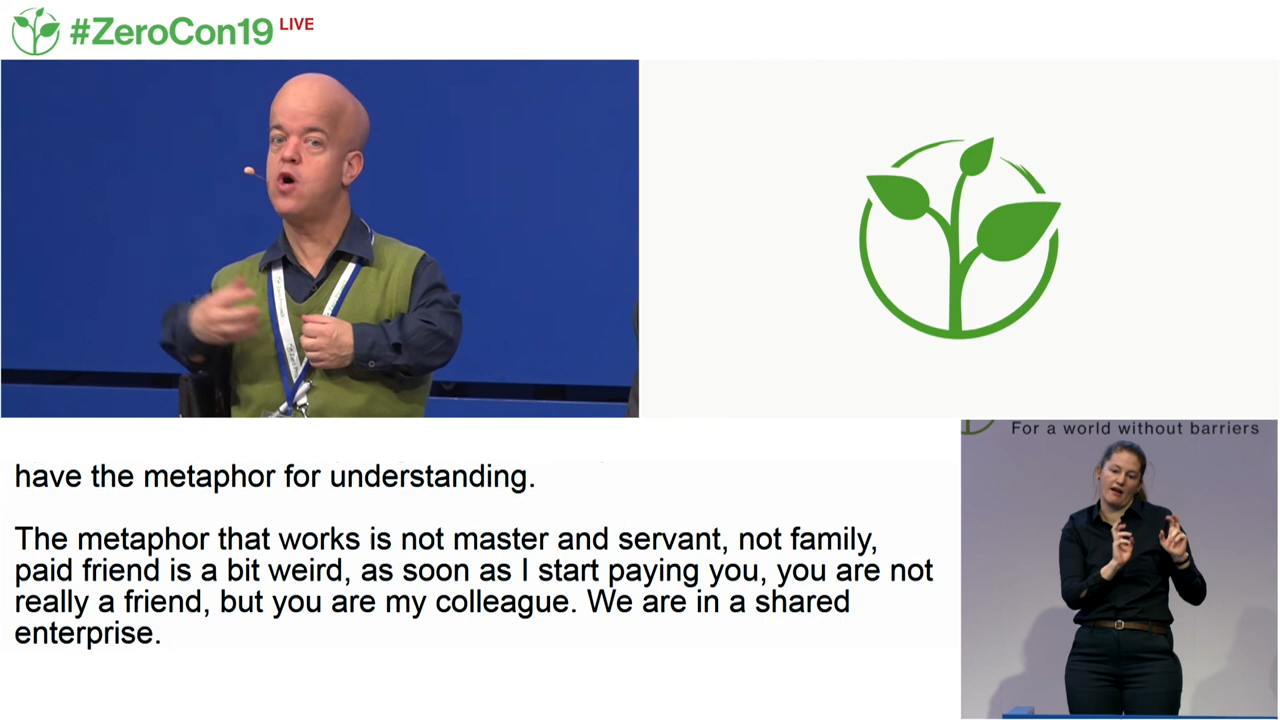 #ZeroCon19 LIVE
have the metaphor for understanding.
The metaphor that works is not master and servant, not family,
paid friend is a bit weird, as soon as I start paying you, you are not
really a friend, but you are my colleague. We are in a shared
enterprise.
For a world without barriers